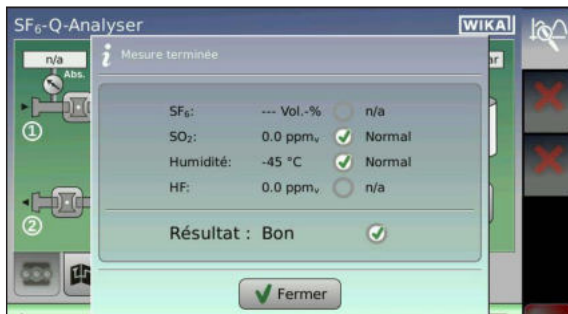 SF₆-Q-Analyser
WIKA
n/a
Abs.
ar
①
②
i
Mesure terminée
SF₆: --- Vol.-% n/a
SO₂: 0.0 ppmᵥ Normal
Humidité: -45 °C Normal
HF: 0.0 ppmᵥ n/a
Résultat : Bon
Fermer